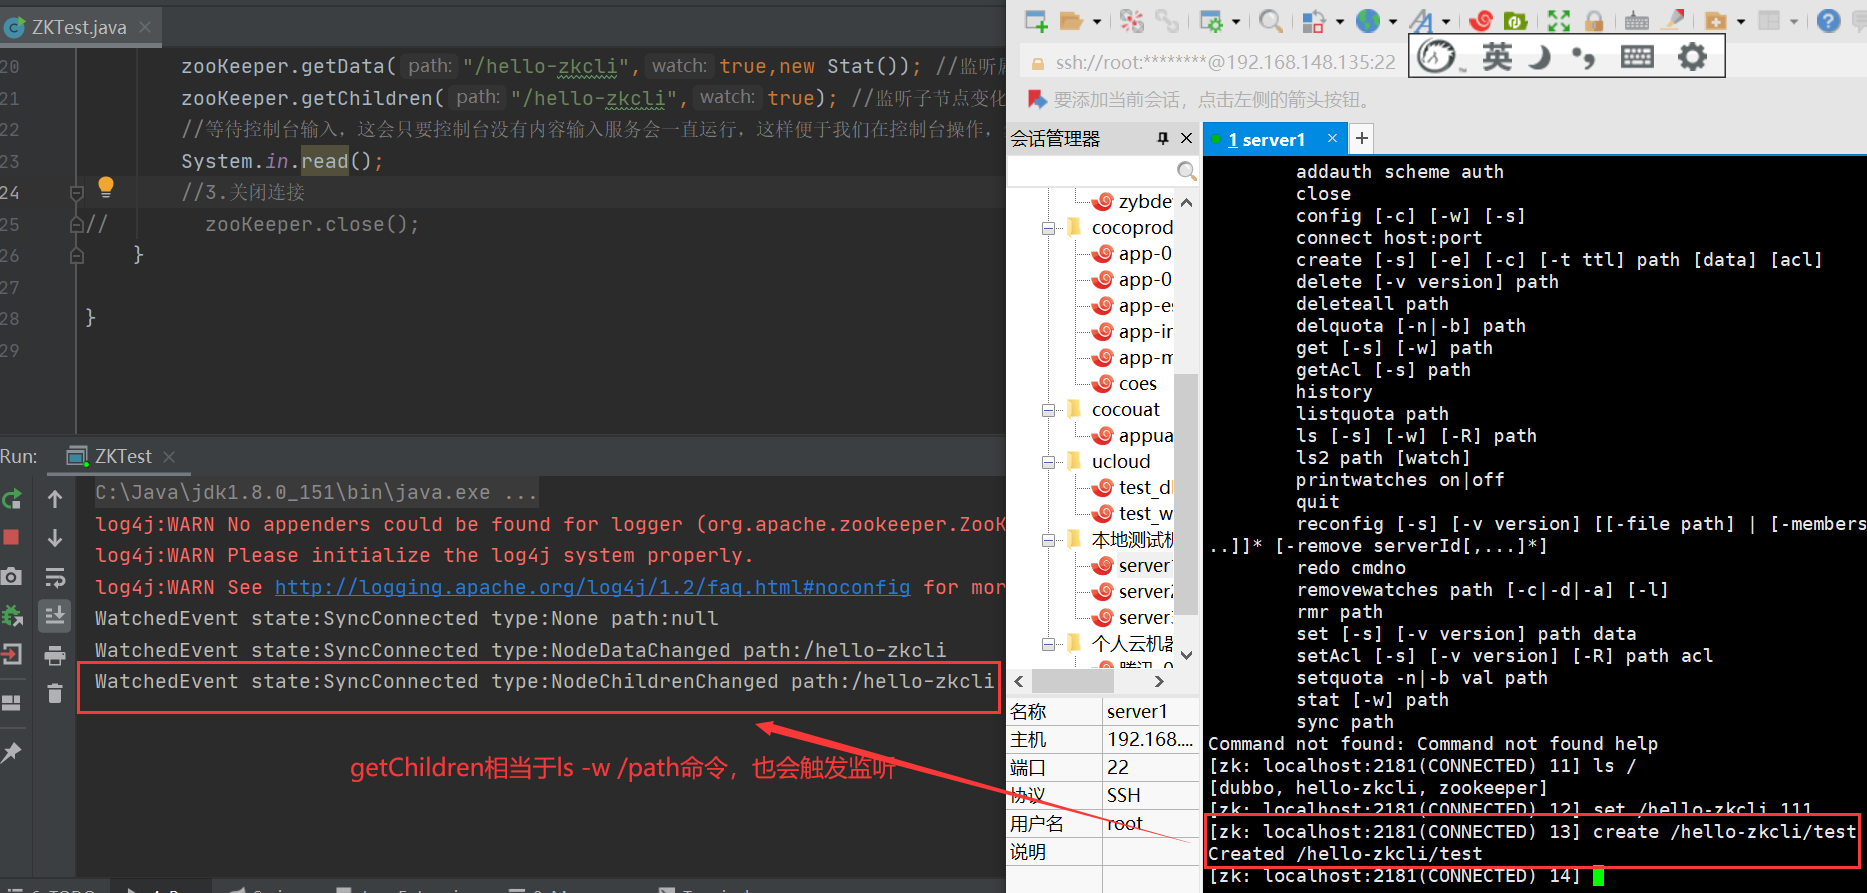 ZKTest.java
20 zooKeeper.getData( path: "/hello-zkcli", watch: true,new Stat()); //监听
21 zooKeeper.getChildren( path: "/hello-zkcli", watch: true); //监听子节点变化
22 //等待控制台输入，这会只要控制台没有内容输入服务会一直运行，这样便于我们在控制台操作，
23 System.in.read();
24 //3.关闭连接
25 // zooKeeper.close();
26 }
27
28 }
29
Run: ZKTest
C:\Java\jdk1.8.0_151\bin\java.exe ...
log4j:WARN No appenders could be found for logger (org.apache.zookeeper.ZooK
log4j:WARN Please initialize the log4j system properly.
log4j:WARN See http://logging.apache.org/log4j/1.2/faq.html#noconfig for mor
WatchedEvent state:SyncConnected type:None path:null
WatchedEvent state:SyncConnected type:NodeDataChanged path:/hello-zkcli
WatchedEvent state:SyncConnected type:NodeChildrenChanged path:/hello-zkcli
getChildren相当于ls -w /path命令，也会触发监听
ssh://root:********@192.168.148.135:22
英
要添加当前会话，点击左侧的箭头按钮。
会话管理器
zybde
cocoprod
app-0
app-0
app-e
app-ir
app-m
coes
cocouat
appua
ucloud
test_d
test_w
本地测试机
server
server
server
个人云机器
名称 server1
主机 192.168....
端口 22
协议 SSH
用户名 root
说明
1 server1
addauth scheme auth
close
config [-c] [-w] [-s]
connect host:port
create [-s] [-e] [-c] [-t ttl] path [data] [acl]
delete [-v version] path
deleteall path
delquota [-n|-b] path
get [-s] [-w] path
getAcl [-s] path
history
listquota path
ls [-s] [-w] [-R] path
ls2 path [watch]
printwatches on|off
quit
reconfig [-s] [-v version] [[-file path] | [-members
..]]* [-remove serverId[,...]*]
redo cmdno
removewatches path [-c|-d|-a] [-l]
rmr path
set [-s] [-v version] path data
setAcl [-s] [-v version] [-R] path acl
setquota -n|-b val path
stat [-w] path
sync path
Command not found: Command not found help
[zk: localhost:2181(CONNECTED) 11] ls /
[dubbo, hello-zkcli, zookeeper]
[zk: localhost:2181(CONNECTED) 12] set /hello-zkcli 111
[zk: localhost:2181(CONNECTED) 13] create /hello-zkcli/test
Created /hello-zkcli/test
[zk: localhost:2181(CONNECTED) 14]